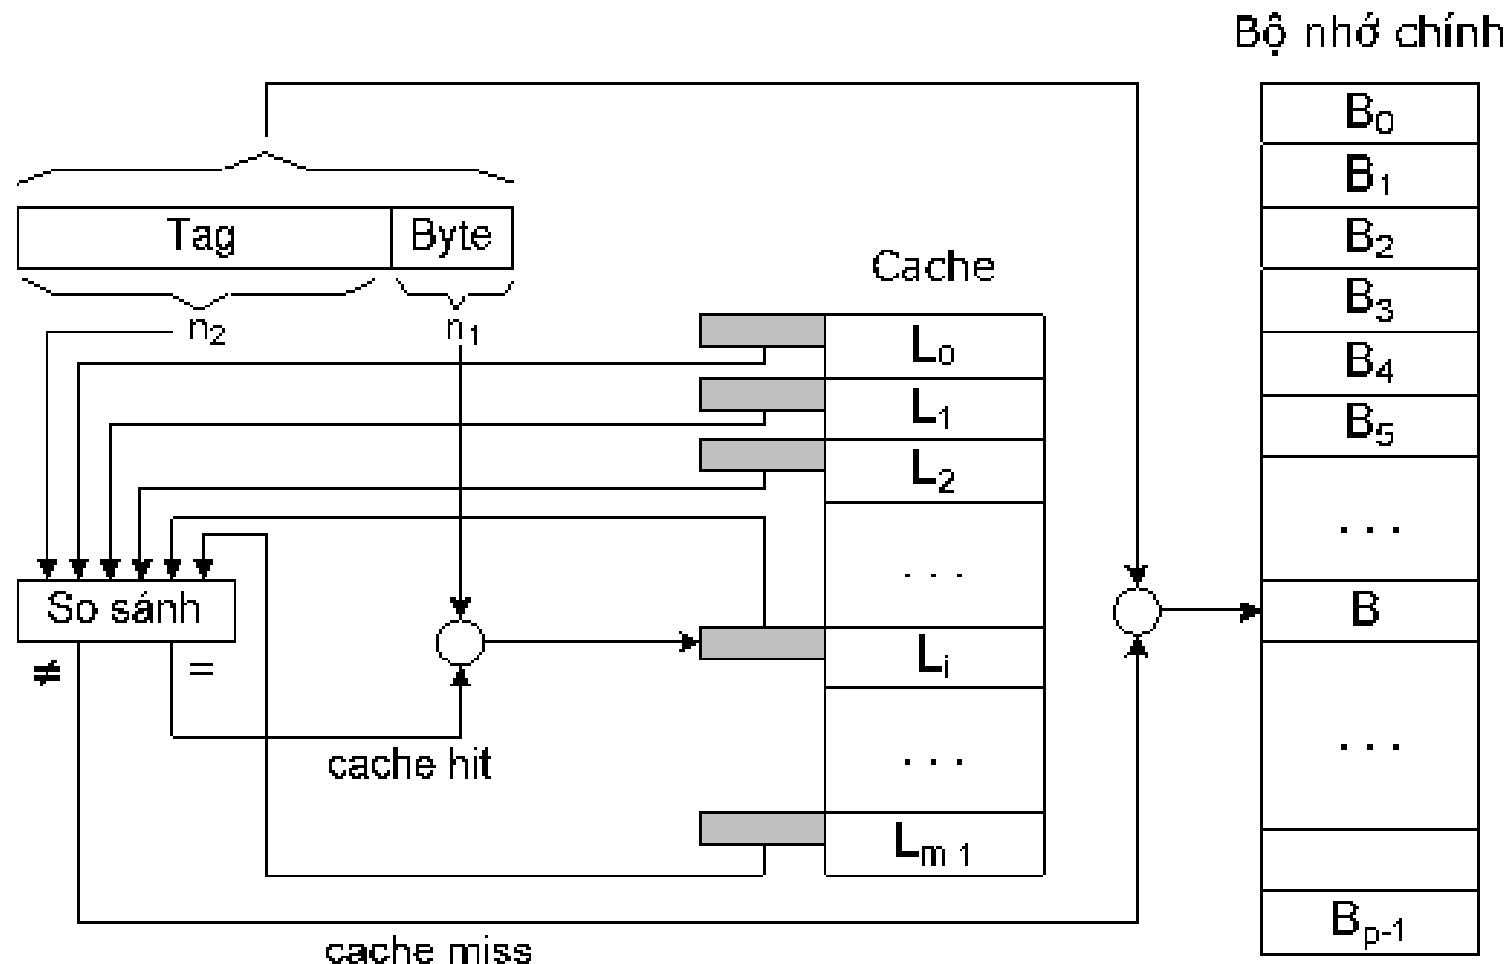 Bộ nhớ chính
B0
B1
B2
B3
B4
B5
. . .
B
. . .
Bp-1
Tag Byte
n2 n1
Cache
L0
L1
L2
. . .
Li
. . .
Lm 1
So sánh
≠ =
cache hit
cache miss